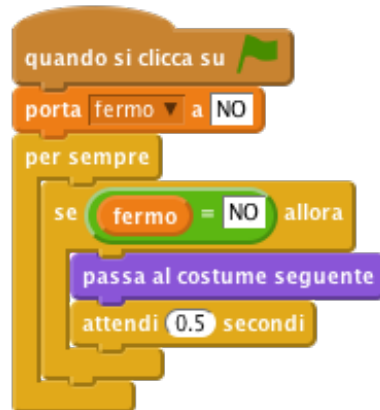 quando si clicca su
porta fermo a NO
per sempre
se fermo = NO allora
passa al costume seguente
attendi 0.5 secondi